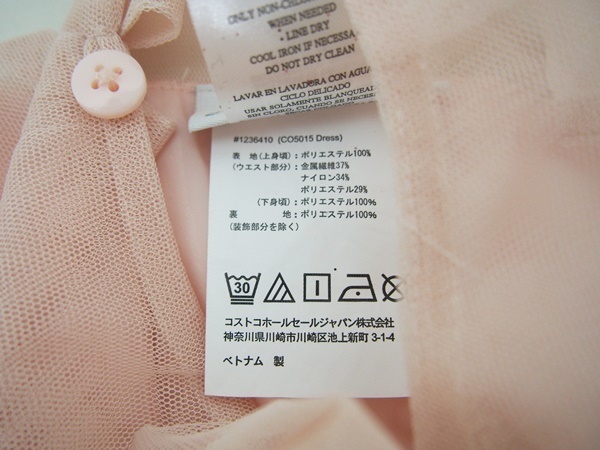 ONLY NON-CHLO
WHEN NEEDED
• LINE DRY
COOL IRON IF NECESSA
DO NOT DRY CLEAN
LAVAR EN LAVADORA CON AGUA
CICLO DELICADO
USAR SOLAMENTE BLANQUEAD
SIN CLORO, CUANDO SE NECES
#1236410 (CO5015 Dress)
表 地(上身頃):ポリエステル100%
(ウエスト部分):金属繊維37%
ナイロン34%
ポリエステル29%
(下身頃):ポリエステル100%
裏 地:ポリエステル100%
(装飾部分を除く)
30
コストコホールセールジャパン株式会社
神奈川県川崎市川崎区池上新町 3-1-4
ベトナム 製